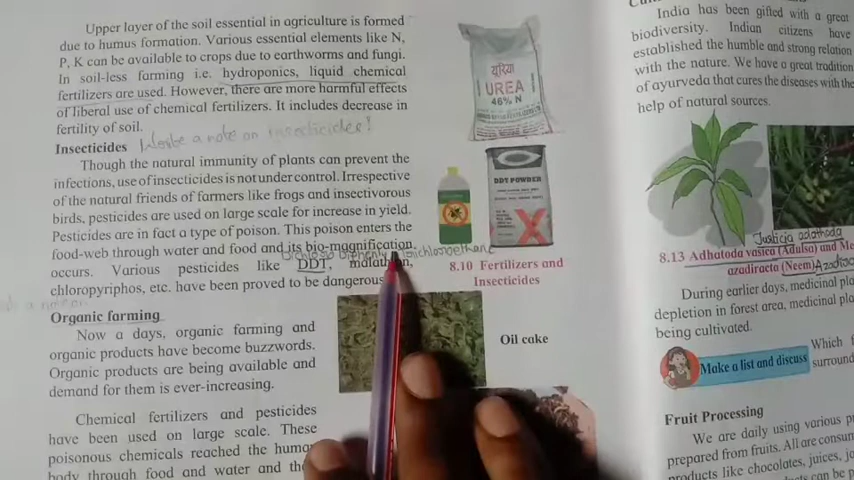 Upper layer of the soil essential in agriculture is formed
due to humus formation. Various essential elements like N,
P, K can be available to crops due to earthworms and fungi.
In soil-less farming i.e. hydroponics, liquid chemical
fertilizers are used. However, there are more harmful effects
of liberal use of chemical fertilizers. It includes decrease in
fertility of soil.
Insecticides
Though the natural immunity of plants can prevent the
infections, use of insecticides is not under control. Irrespective
of the natural friends of farmers like frogs and insectivorous
birds, pesticides are used on large scale for increase in yield.
Pesticides are in fact a type of poison. This poison enters the
food-web through water and food and its bio-magnification
occurs. Various pesticides like DDT, malathion,
chloropyriphos, etc. have been proved to be dangerous
Organic farming
Now a days, organic farming and
organic products have become buzzwords.
Organic products are being available and
demand for them is ever-increasing.
Chemical fertilizers and pesticides
have been used on large scale. These
poisonous chemicals reached the
body through food and water and
यूरिया
UREA
46% N
DDT POWDER
8.10 Fertilizers and
Insecticides
Oil cake
India has been gifted with a great
biodiversity. Indian citizens have
established the humble and strong relation
with the nature. We have a great tradition
of ayurveda that cures the diseases with
help of natural sources.
Justicia adathoda
8.13 Adhatoda vasica (Adulsa) and
azadiracto (Neem)
During earlier days, medicinal
depletion in forest area, medicinal
being cultivated.
Make a list and discuss
Which
Fruit Processing
We are daily using various
prepared from fruits. All are
products like chocolates, juices,